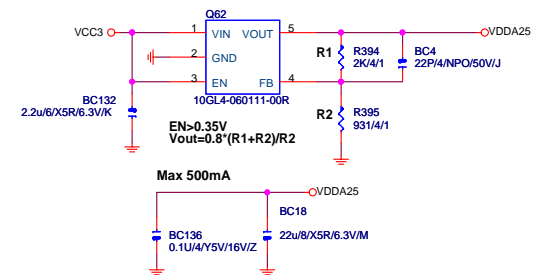 Q62
VCC3
1 VIN VOUT 5
VDDA25
2 GND
R1
R394
2K/4/1
BC4
22P/4/NPO/50V/J
3 EN FB 4
BC132
2.2u/6/X5R/6.3V/K
10GL4-060111-00R
R2
R395
931/4/1
EN>0.35V
Vout=0.8*(R1+R2)/R2
Max 500mA
VDDA25
BC18
BC136
0.1U/4/Y5V/16V/Z
22u/8/X5R/6.3V/M